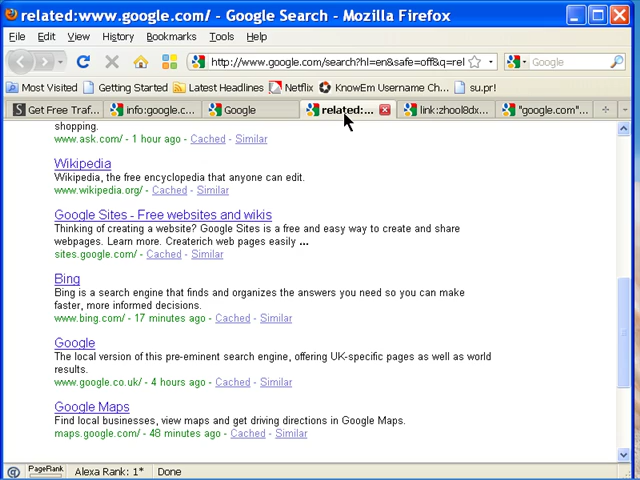 related:www.google.com/ - Google Search - Mozilla Firefox
File Edit View History Bookmarks Tools Help
http://www.google.com/search?hl=en&safe=off&q=rel
Google
Most Visited Getting Started Latest Headlines Netflix KnowEm Username Ch... su.pr!
Get Free Traf... info:google.c... Google related:... link:zhool8dx... "google.com"...
shopping.
www.ask.com/ - 1 hour ago - Cached - Similar
Wikipedia
Wikipedia, the free encyclopedia that anyone can edit.
www.wikipedia.org/ - Cached - Similar
Google Sites - Free websites and wikis
Thinking of creating a website? Google Sites is a free and easy way to create and share
webpages. Learn more. Createrich web pages easily ...
sites.google.com/ - Cached - Similar
Bing
Bing is a search engine that finds and organizes the answers you need so you can make
faster, more informed decisions.
www.bing.com/ - 17 minutes ago - Cached - Similar
Google
The local version of this pre-eminent search engine, offering UK-specific pages as well as world
results.
www.google.co.uk/ - 4 hours ago - Cached - Similar
Google Maps
Find local businesses, view maps and get driving directions in Google Maps.
maps.google.com/ - 48 minutes ago - Cached - Similar
PageRank Alexa Rank: 1* Done